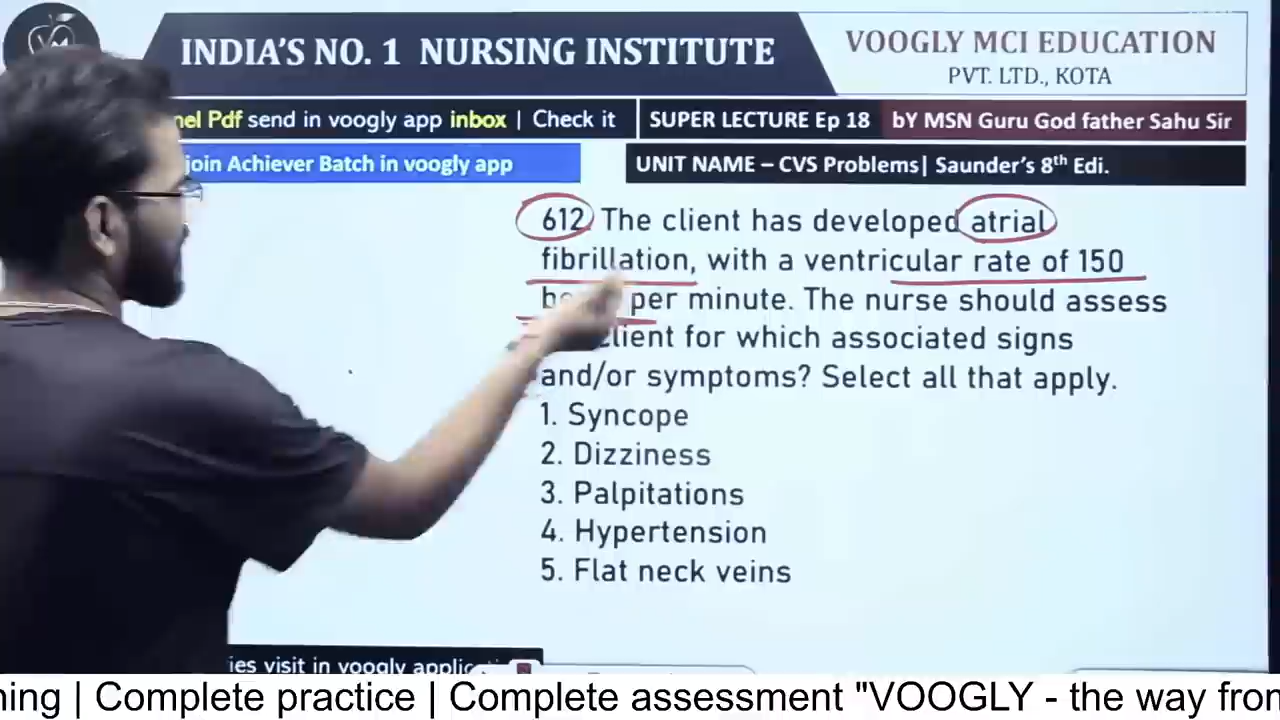 INDIA'S NO. 1 NURSING INSTITUTE
VOOGLY MCI EDUCATION
PVT. LTD., KOTA
Pdf send in voogly app inbox | Check it
SUPER LECTURE Ep 18
bY MSN Guru God father Sahu Sir
join Achiever Batch in voogly app
UNIT NAME – CVS Problems| Saunder's 8th Edi.
612. The client has developed atrial
fibrillation, with a ventricular rate of 150
per minute. The nurse should assess
client for which associated signs
and/or symptoms? Select all that apply.
1. Syncope
2. Dizziness
3. Palpitations
4. Hypertension
5. Flat neck veins
visit in voogly
| Complete practice | Complete assessment "VOOGLY - the way